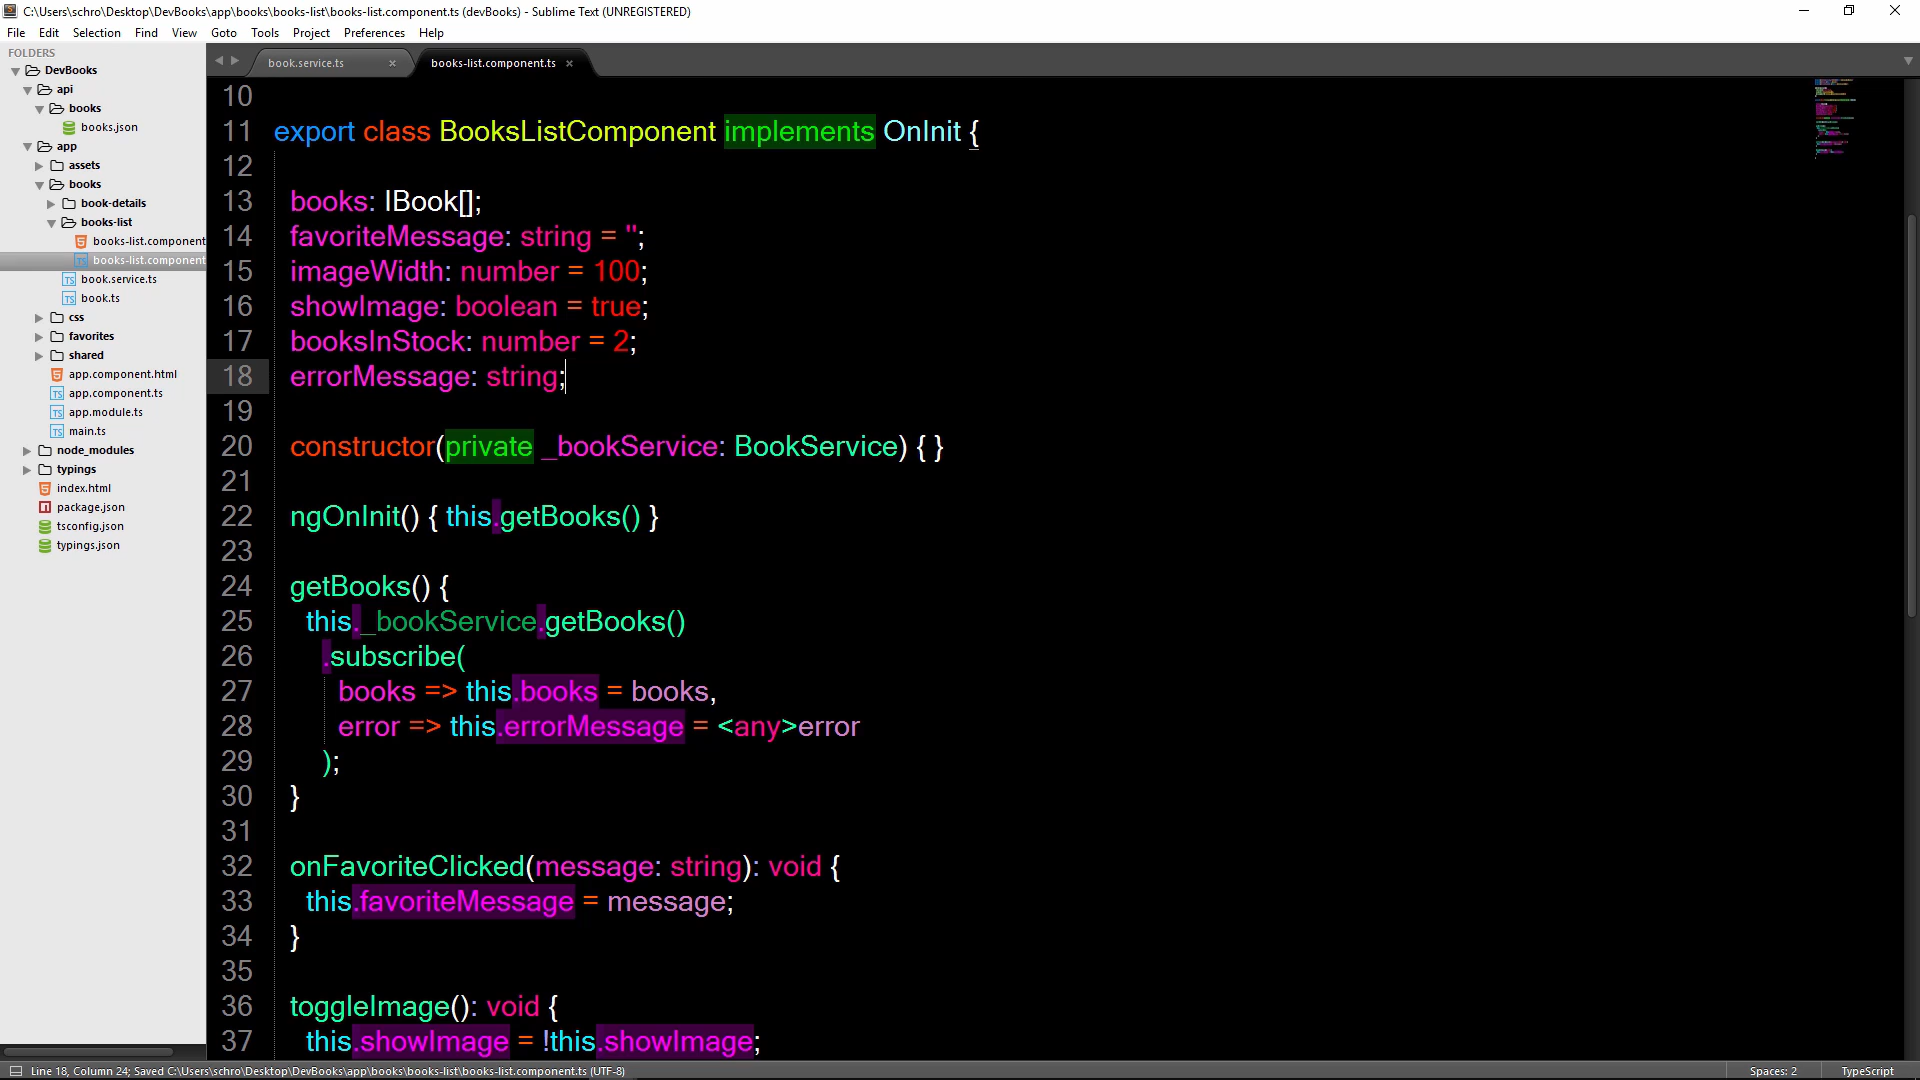 C:\Users\schro\Desktop\DevBooks\app\books\books-list\books-list.component.ts (devBooks) - Sublime Text (UNREGISTERED)
File Edit Selection Find View Goto Tools Project Preferences Help
FOLDERS
DevBooks
api
books
books.json
app
assets
books
book-details
books-list
books-list.component
books-list.component
book.service.ts
book.ts
css
favorites
shared
app.component.html
app.component.ts
app.module.ts
main.ts
node_modules
typings
index.html
package.json
tsconfig.json
typings.json
book.service.ts × books-list.component.ts ×
10
11 export class BooksListComponent implements OnInit {
12
13 books: IBook[];
14 favoriteMessage: string = '';
15 imageWidth: number = 100;
16 showImage: boolean = true;
17 booksInStock: number = 2;
18 errorMessage: string;
19
20 constructor(private _bookService: BookService) { }
21
22 ngOnInit() { this.getBooks() }
23
24 getBooks() {
25 this._bookService.getBooks()
26 .subscribe(
27 books => this.books = books,
28 error => this.errorMessage = <any>error
29 );
30 }
31
32 onFavoriteClicked(message: string): void {
33 this.favoriteMessage = message;
34 }
35
36 toggleImage(): void {
37 this.showImage = !this.showImage;
Line 18, Column 24; Saved C:\Users\schro\Desktop\DevBooks\app\books\books-list\books-list.component.ts (UTF-8) Spaces: 2 TypeScript